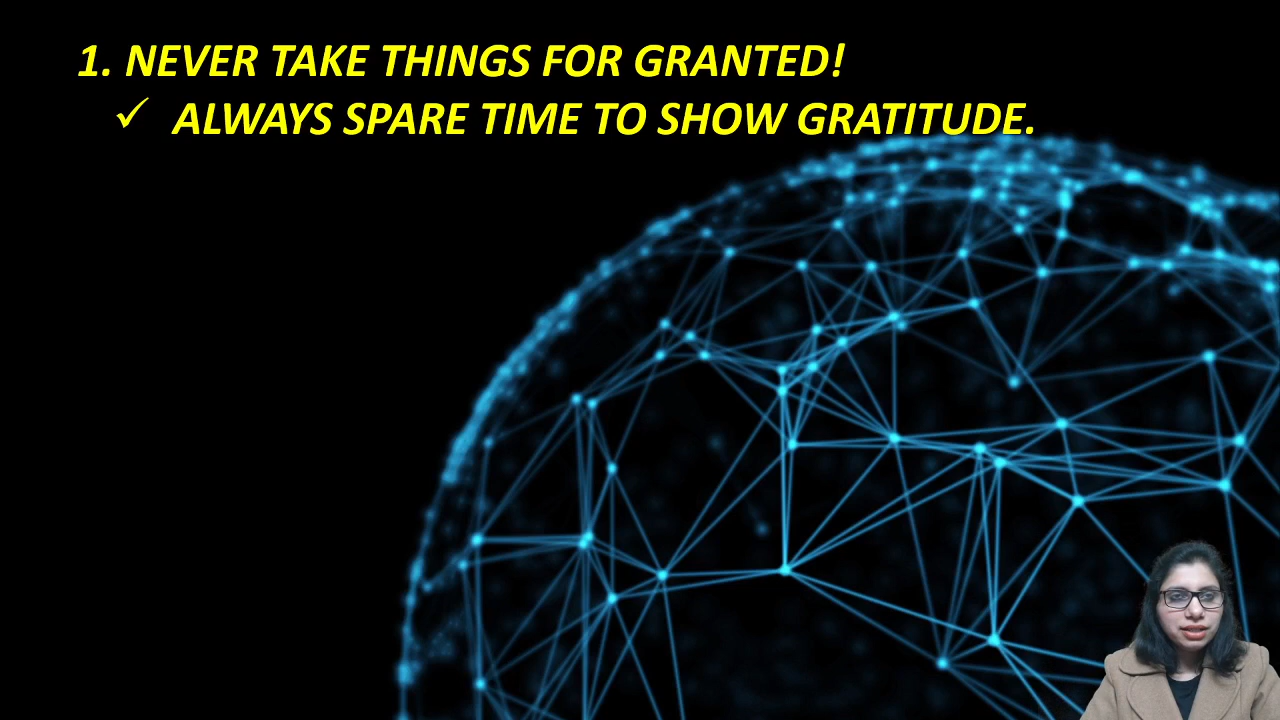 1. NEVER TAKE THINGS FOR GRANTED!
✓ ALWAYS SPARE TIME TO SHOW GRATITUDE.